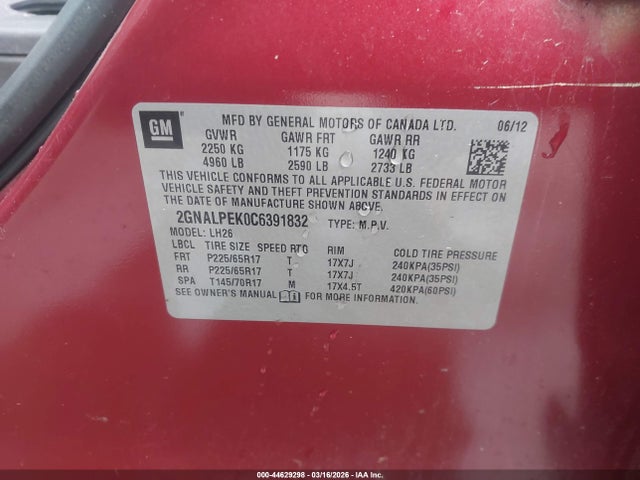 GM
MFD BY GENERAL MOTORS OF CANADA LTD. 06/12
GVWR GAWR FRT GAWR RR
2250 KG 1175 KG 1240 KG
4960 LB 2590 LB 2733 LB
THIS VEHICLE CONFORMS TO ALL APPLICABLE U.S. FEDERAL MOTOR
VEHICLE SAFETY AND THEFT PREVENTION STANDARDS IN EFFECT ON
THE DATE OF MANUFACTURE SHOWN ABOVE.
2GNALPEK0C6391832 TYPE: M.P.V.
MODEL: LH26
LBCL TIRE SIZE SPEED RTG RIM COLD TIRE PRESSURE
FRT P225/65R17 T 17X7J 240KPA(35PSI)
RR P225/65R17 T 17X7J 240KPA(35PSI)
SPA T145/70R17 M 17X4.5T 420KPA(60PSI)
SEE OWNER'S MANUAL FOR MORE INFORMATION.
000-44629298 - 03/16/2026 - IAA Inc.